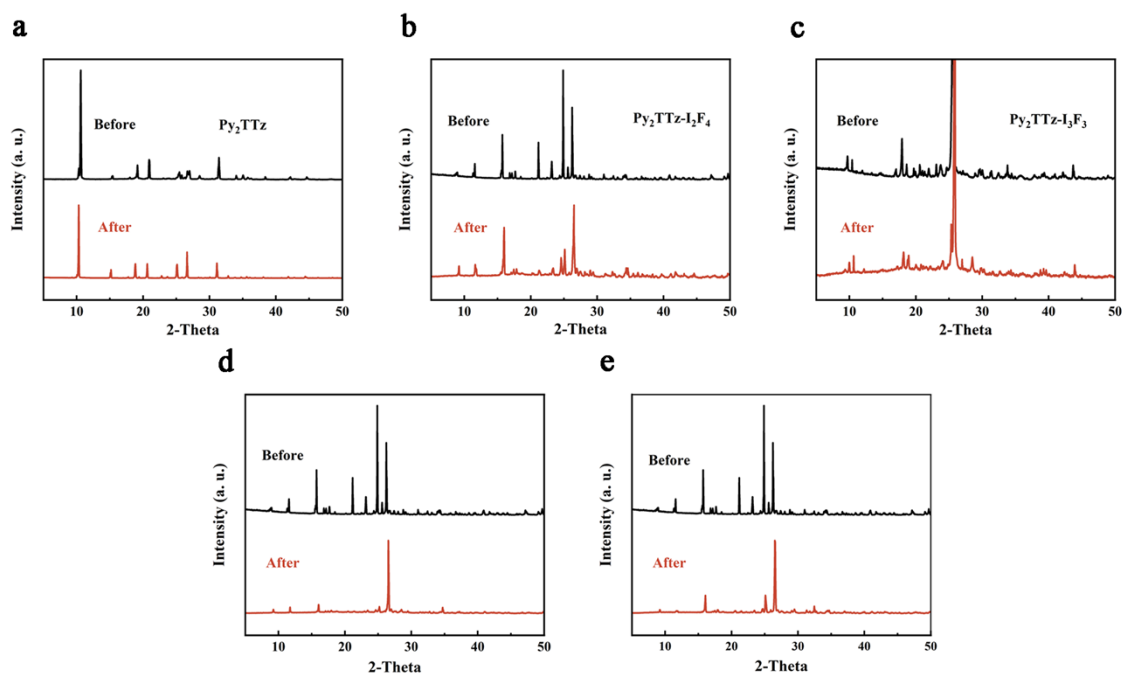 a
Intensity (a. u.)
Before
Py₂TTz
After
10 20 30 40 50
2-Theta
b
Intensity (a. u.)
Before
Py₂TTz-I₂F₄
After
10 20 30 40 50
2-Theta
c
Intensity (a. u.)
Before
Py₂TTz-I₃F₃
After
10 20 30 40 50
2-Theta
d
Intensity (a. u.)
Before
After
10 20 30 40 50
2-Theta
e
Intensity (a. u.)
Before
After
10 20 30 40 50
2-Theta